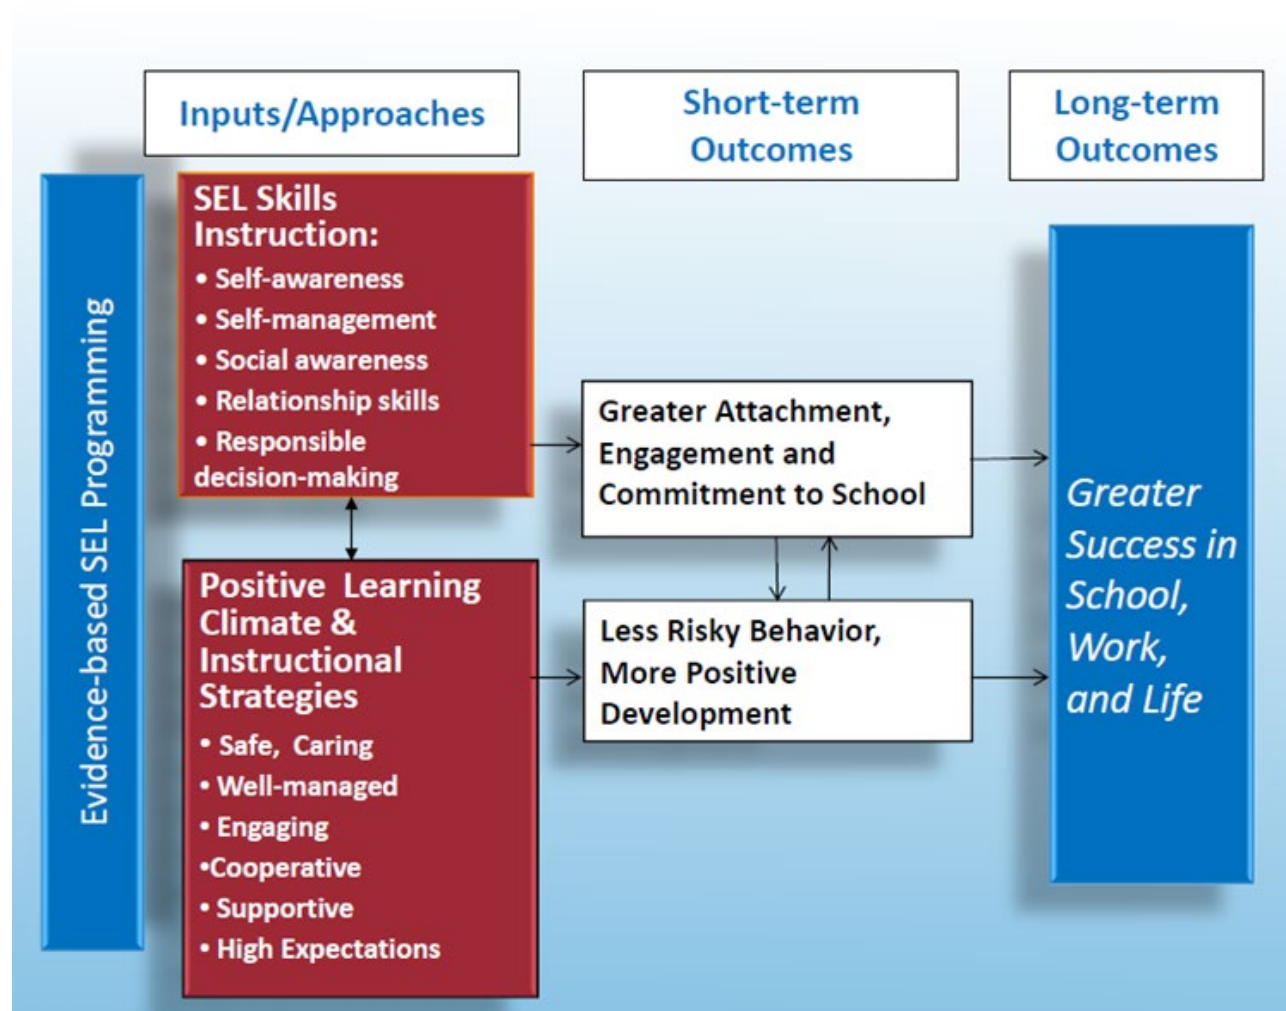 Inputs/Approaches
Short-term
Outcomes
Long-term
Outcomes
Evidence-based SEL Programming
SEL Skills
Instruction:
• Self-awareness
• Self-management
• Social awareness
• Relationship skills
• Responsible
decision-making
Positive Learning
Climate &
Instructional
Strategies
• Safe, Caring
• Well-managed
• Engaging
•Cooperative
• Supportive
• High Expectations
Greater Attachment,
Engagement and
Commitment to School
Less Risky Behavior,
More Positive
Development
Greater
Success in
School,
Work,
and Life